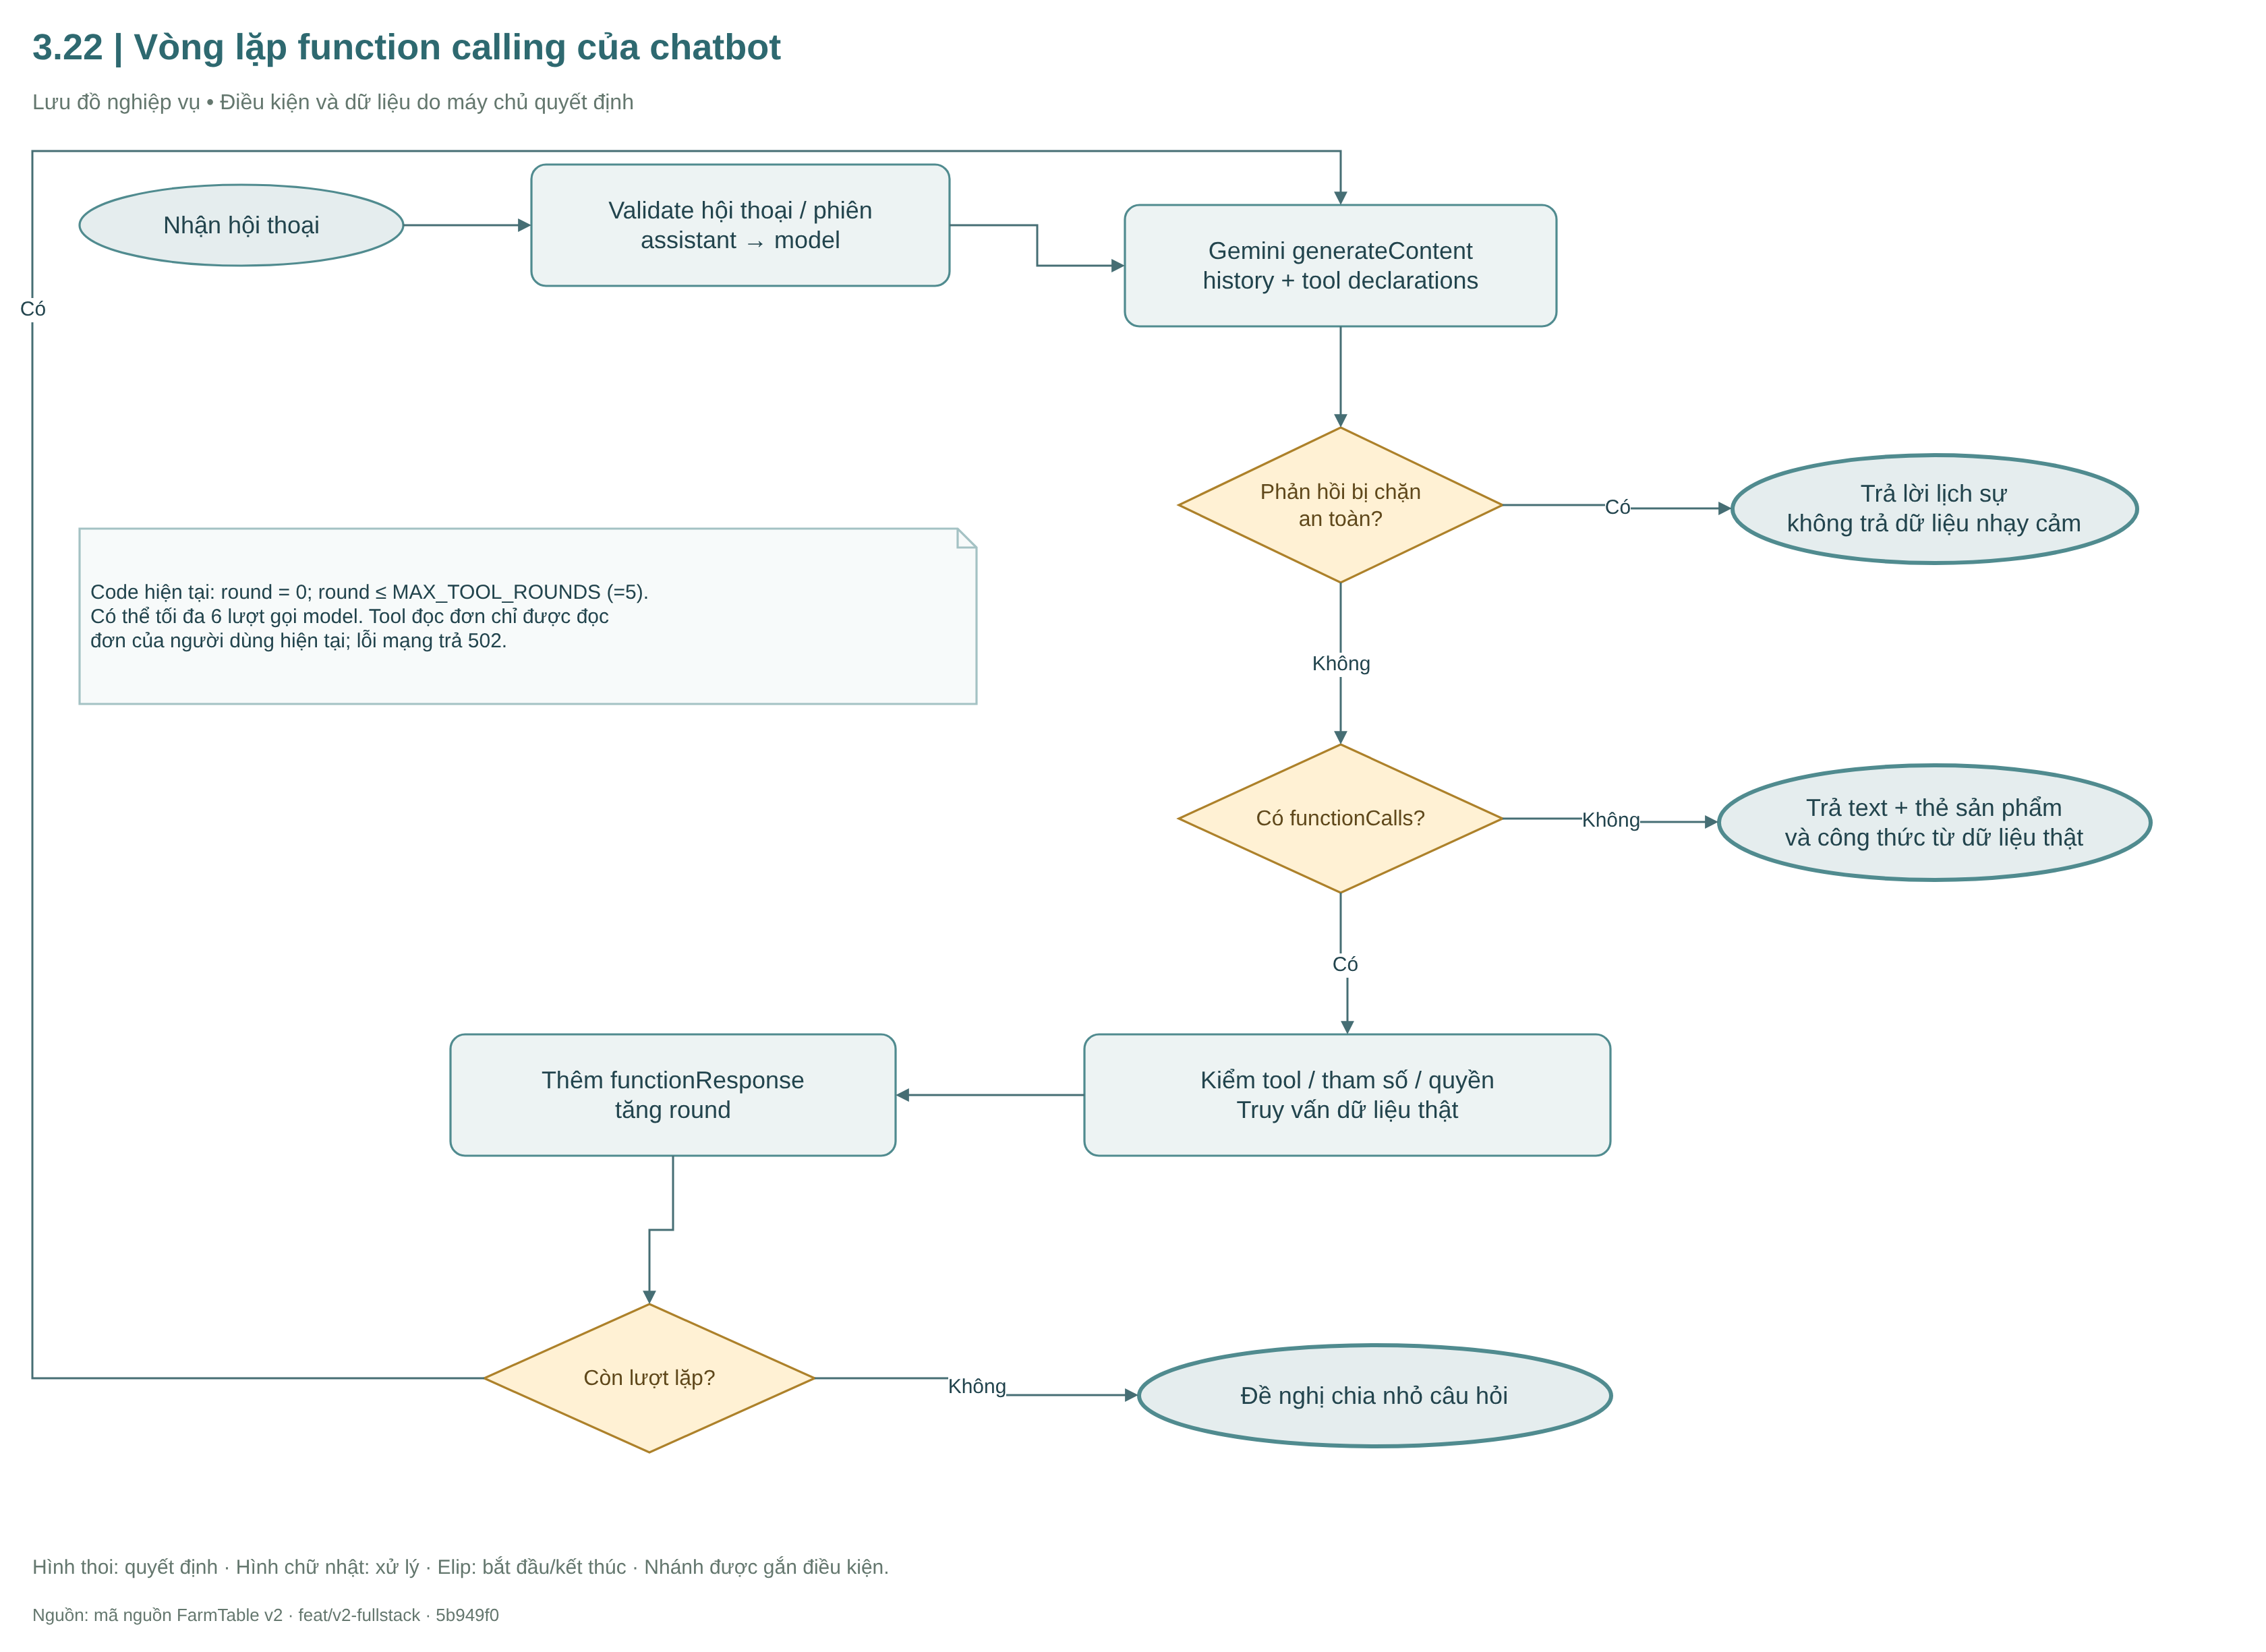 3.22 | Vòng lặp function calling của chatbot
Lưu đồ nghiệp vụ • Điều kiện và dữ liệu do máy chủ quyết định
Nhận hội thoại
Validate hội thoại / phiên
assistant → model
Gemini generateContent
history + tool declarations
Có
Phản hồi bị chặn
an toàn?
Có
Trả lời lịch sự
không trả dữ liệu nhạy cảm
Code hiện tại: round = 0; round ≤ MAX_TOOL_ROUNDS (=5).
Có thể tối đa 6 lượt gọi model. Tool đọc đơn chỉ được đọc
đơn của người dùng hiện tại; lỗi mạng trả 502.
Không
Có functionCalls?
Không
Trả text + thẻ sản phẩm
và công thức từ dữ liệu thật
Có
Thêm functionResponse
tăng round
Kiểm tool / tham số / quyền
Truy vấn dữ liệu thật
Còn lượt lặp?
Không
Đề nghị chia nhỏ câu hỏi
Hình thoi: quyết định · Hình chữ nhật: xử lý · Elip: bắt đầu/kết thúc · Nhánh được gắn điều kiện.
Nguồn: mã nguồn FarmTable v2 · feat/v2-fullstack · 5b949f0